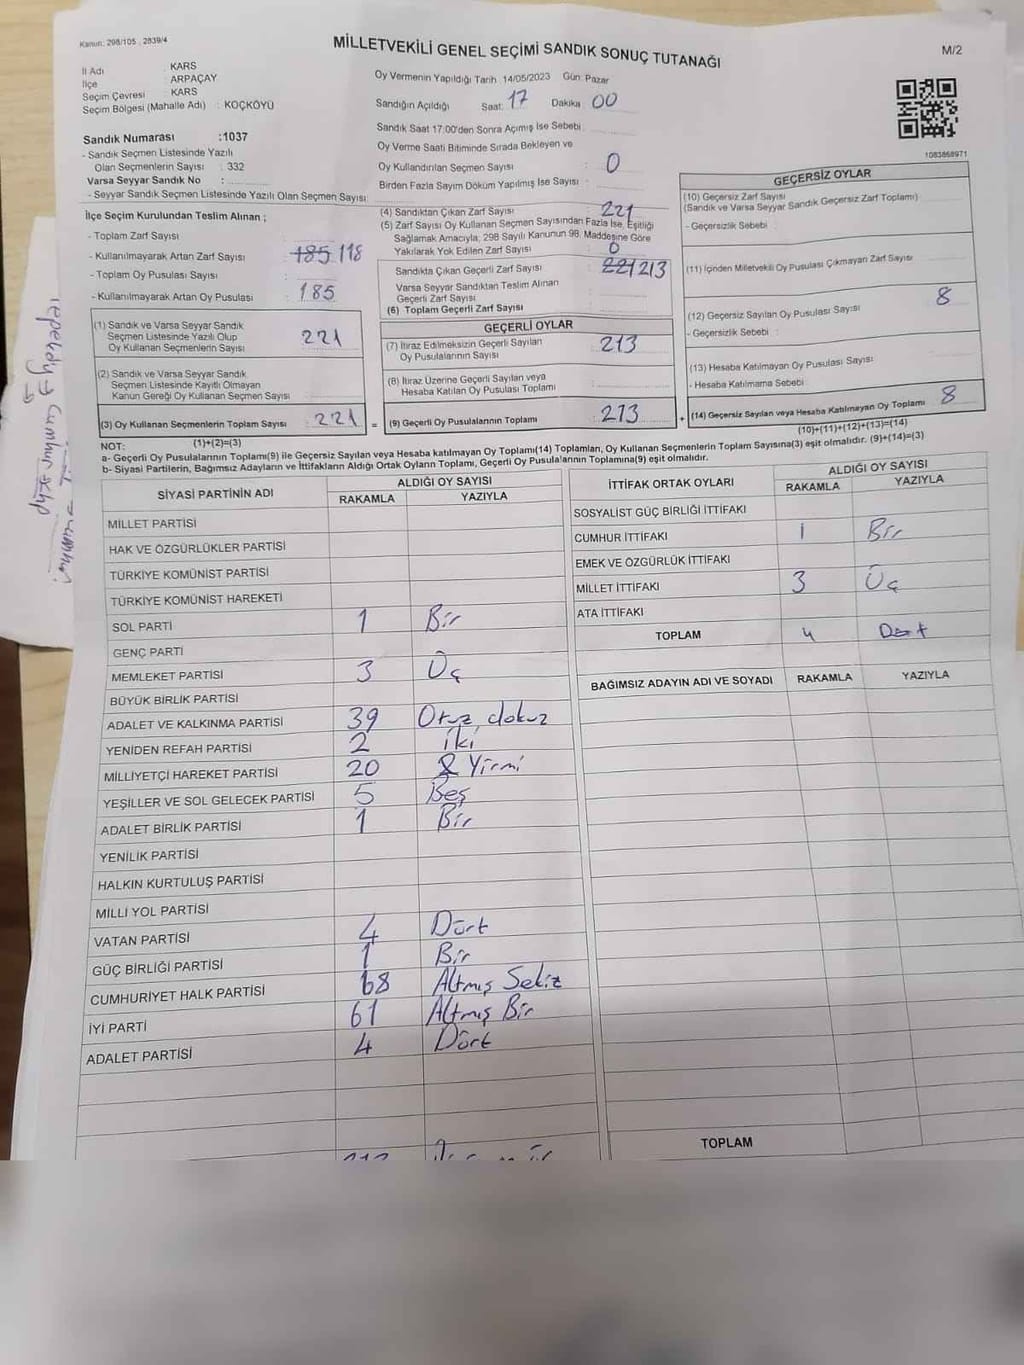 Kanun: 298/105 , 2839/4
MİLLETVEKİLİ GENEL SEÇİMİ SANDIK SONUÇ TUTANAĞI
M/2
İl Adı : KARS
İlçe : ARPAÇAY
Seçim Çevresi : KARS
Seçim Bölgesi (Mahalle Adı) : KOÇKÖYÜ
Sandık Numarası :1037
- Sandık Seçmen Listesinde Yazılı
Olan Seçmenlerin Sayısı : 332
Varsa Seyyar Sandık No :
- Seyyar Sandık Seçmen Listesinde Yazılı Olan Seçmen Sayısı:
Oy Vermenin Yapıldığı Tarih 14/05/2023 Gün: Pazar
Sandığın Açıldığı Saat: 17 Dakika 00
Sandık Saat 17:00'den Sonra Açımış İse Sebebi
Oy Verme Saati Bitiminde Sırada Bekleyen ve
Oy Kullandırılan Seçmen Sayısı : 0
Birden Fazla Sayım Döküm Yapılmış İse Sayısı :
1083868971
İlçe Seçim Kurulundan Teslim Alınan ;
- Toplam Zarf Sayısı :
- Kullanılmayarak Artan Zarf Sayısı : 185 118
- Toplam Oy Pusulası Sayısı :
- Kullanılmayarak Artan Oy Pusulası : 185
(1) Sandık ve Varsa Seyyar Sandık
Seçmen Listesinde Yazılı Olup
Oy Kullanan Seçmenlerin Sayısı : 221
(2) Sandık ve Varsa Seyyar Sandık
Seçmen Listesinde Kayıtlı Olmayan
Kanun Gereği Oy Kullanan Seçmen Sayısı :
(3) Oy Kullanan Seçmenlerin Toplam Sayısı : 221 =
(1)+(2)=(3)
(4) Sandıktan Çıkan Zarf Sayısı : 221
(5) Zarf Sayısı Oy Kullanan Seçmen Sayısından Fazla İse, Eşitliği
Sağlamak Amacıyla; 298 Sayılı Kanunun 98. Maddesine Göre
Yakılarak Yok Edilen Zarf Sayısı : 0
Sandıkta Çıkan Geçerli Zarf Sayısı : 221 213
Varsa Seyyar Sandıktan Teslim Alınan
Geçerli Zarf Sayısı
(6) Toplam Geçerli Zarf Sayısı :
GEÇERLİ OYLAR
(7) İtiraz Edilmeksizin Geçerli Sayılan
Oy Pusulalarının Sayısı : 213
(8) İtiraz Üzerine Geçerli Sayılan veya
Hesaba Katılan Oy Pusulası Toplamı
(9) Geçerli Oy Pusulalarının Toplamı : 213 +
GEÇERSİZ OYLAR
(10) Geçersiz Zarf Sayısı
(Sandık ve Varsa Seyyar Sandık Geçersiz Zarf Toplamı)
- Geçersizlik Sebebi :
(11) İçinden Milletvekili Oy Pusulası Çıkmayan Zarf Sayısı
(12) Geçersiz Sayılan Oy Pusulası Sayısı 8
- Geçersizlik Sebebi :
(13) Hesaba Katılmayan Oy Pusulası Sayısı
- Hesaba Katılmama Sebebi
(14) Geçersiz Sayılan veya Hesaba Katılmayan Oy Toplamı 8
(10)+(11)+(12)+(13)=(14)
NOT:
a- Geçerli Oy Pusulalarının Toplamı(9) ile Geçersiz Sayılan veya Hesaba katılmayan Oy Toplamı(14) Toplamları, Oy Kullanan Seçmenlerin Toplam Sayısına(3) eşit olmalıdır. (9)+(14)=(3)
b- Siyasi Partilerin, Bağımsız Adayların ve İttifakların Aldığı Ortak Oyların Toplamı, Geçerli Oy Pusulalarının Toplamına(9) eşit olmalıdır.
SİYASİ PARTİNİN ADI ALDIĞI OY SAYISI
RAKAMLA YAZIYLA
MİLLET PARTİSİ
HAK VE ÖZGÜRLÜKLER PARTİSİ
TÜRKİYE KOMÜNİST PARTİSİ
TÜRKİYE KOMÜNİST HAREKETİ
SOL PARTİ 1 Bir
GENÇ PARTİ
MEMLEKET PARTİSİ 3 Üç
BÜYÜK BİRLİK PARTİSİ
ADALET VE KALKINMA PARTİSİ 39 Otuz dokuz
YENİDEN REFAH PARTİSİ 2 iki
MİLLİYETÇİ HAREKET PARTİSİ 20 Yirmi
YEŞİLLER VE SOL GELECEK PARTİSİ 5 Beş
ADALET BİRLİK PARTİSİ 1 Bir
YENİLİK PARTİSİ
HALKIN KURTULUŞ PARTİSİ
MİLLİ YOL PARTİSİ
VATAN PARTİSİ 4 Dört
GÜÇ BİRLİĞİ PARTİSİ 1 Bir
CUMHURİYET HALK PARTİSİ 68 Altmış Sekiz
İYİ PARTİ 61 Altmış Bir
ADALET PARTİSİ 4 Dört
İTTİFAK ORTAK OYLARI ALDIĞI OY SAYISI
RAKAMLA YAZIYLA
SOSYALİST GÜÇ BİRLİĞİ İTTİFAKI
CUMHUR İTTİFAKI 1 Bir
EMEK VE ÖZGÜRLÜK İTTİFAKI
MİLLET İTTİFAKI 3 Üç
ATA İTTİFAKI
TOPLAM 4 Dört
BAĞIMSIZ ADAYIN ADI VE SOYADI RAKAMLA YAZIYLA
TOPLAM